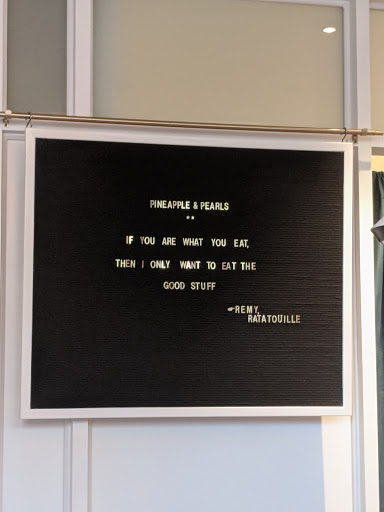 PINEAPPLE & PEARLS
**
IF YOU ARE WHAT YOU EAT,
THEN I ONLY WANT TO EAT THE
GOOD STUFF
-REMY,
RATATOUILLE